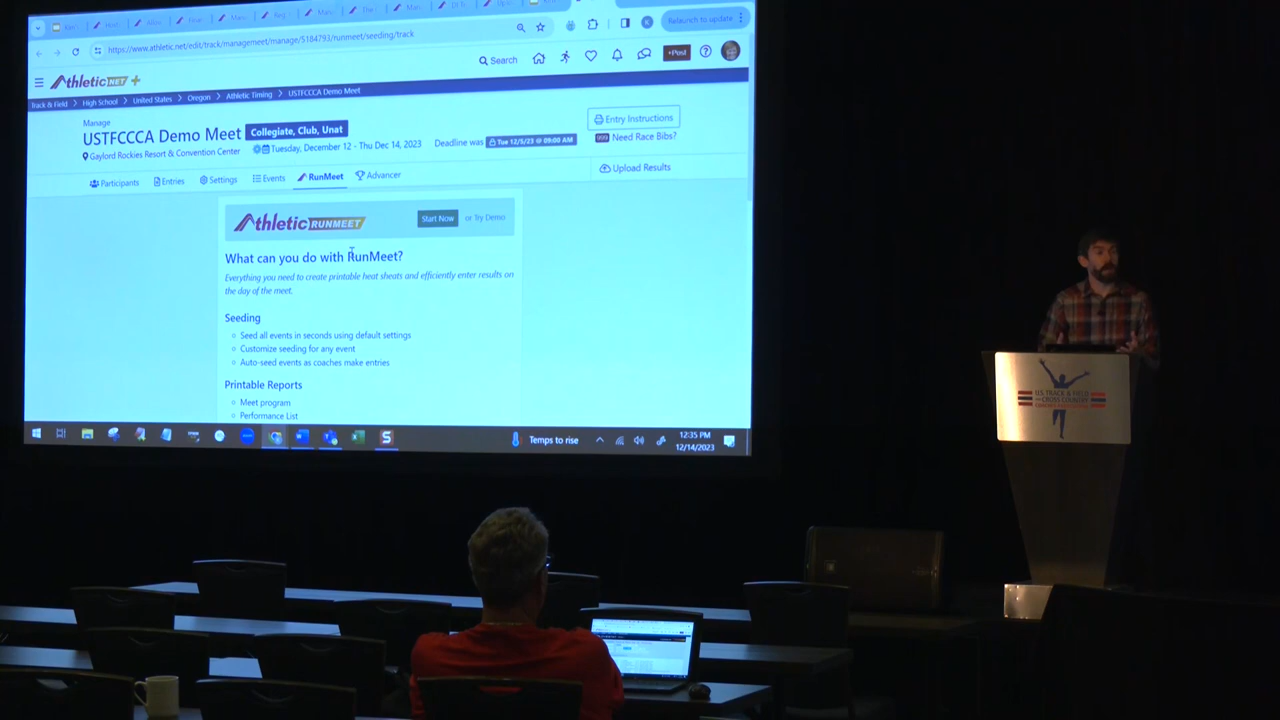 Relaunch to update
https://www.athletic.net/edit/track/managemeet/manage/5184793/runmeet/seeding/track
Athletic NET +
Search
+Post
Track & Field > High School > United States > Oregon > Athletic Timing > USTFCCCA Demo Meet
Manage
USTFCCCA Demo Meet Collegiate, Club, Unat
Gaylord Rockies Resort & Convention Center
Tuesday, December 12 - Thu Dec 14, 2023
Deadline was Tue 12/5/23 @ 09:00 AM
Entry Instructions
999 Need Race Bibs?
Participants Entries Settings Events RunMeet Advancer
Upload Results
Athletic RUNMEET
Start Now or Try Demo
What can you do with RunMeet?
Everything you need to create printable heat sheets and efficiently enter results on
the day of the meet.
Seeding
Seed all events in seconds using default settings
Customize seeding for any event
Auto-seed events as coaches make entries
Printable Reports
Meet program
Performance List
Temps to rise
12:35 PM
12/14/2023
U.S. TRACK & FIELD
CROSS COUNTRY